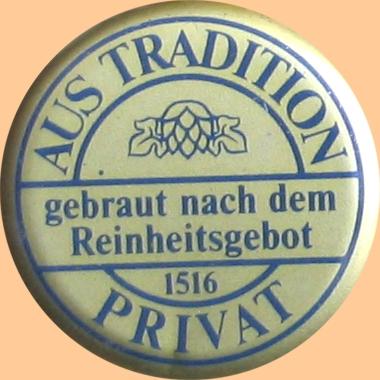 AUS TRADITION
gebraut nach dem
Reinheitsgebot
1516
PRIVAT